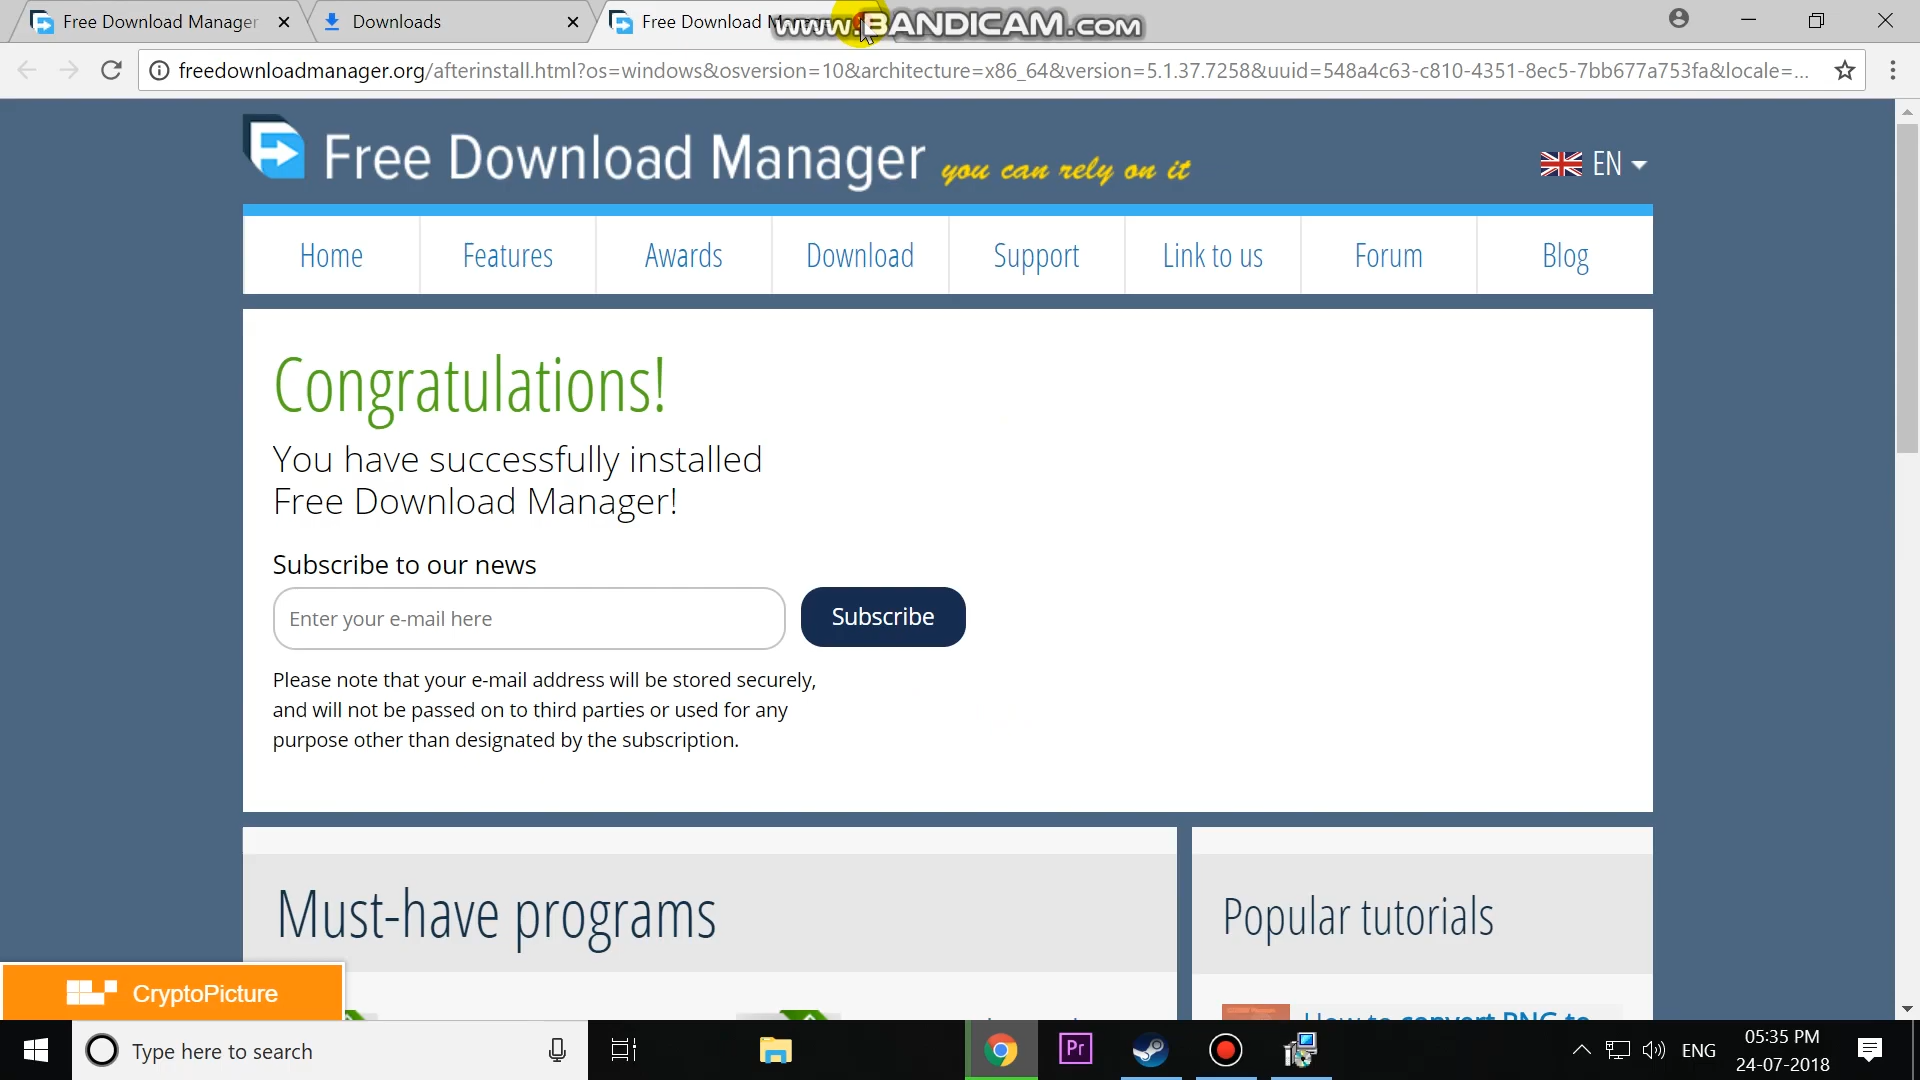 Free Download Manager
Downloads
Free Download M
www.BANDICAM.com
freedownloadmanager.org/afterinstall.html?os=windows&osversion=10&architecture=x86_64&version=5.1.37.7258&uuid=548a4c63-c810-4351-8ec5-7bb677a753fa&locale=...
Free Download Manager you can rely on it
EN
Home Features Awards Download Support Link to us Forum Blog
Congratulations!
You have successfully installed
Free Download Manager!
Subscribe to our news
Enter your e-mail here
Subscribe
Please note that your e-mail address will be stored securely,
and will not be passed on to third parties or used for any
purpose other than designated by the subscription.
Must-have programs
Popular tutorials
How to convert PNG to
CryptoPicture
Type here to search
Pr
ENG
05:35 PM
24-07-2018